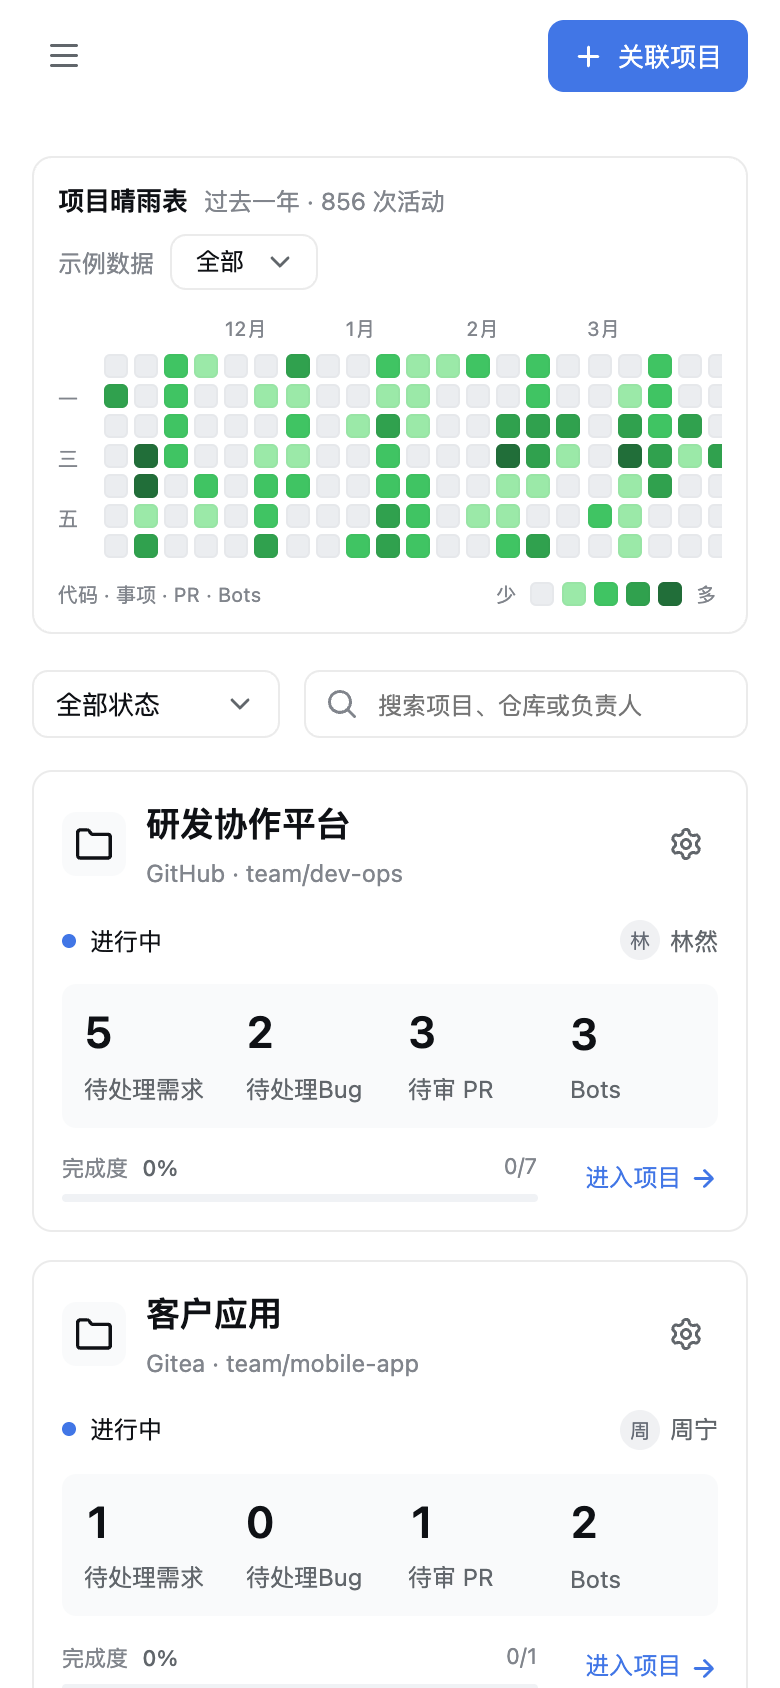 关联项目
项目晴雨表 过去一年 · 856 次活动
示例数据 全部
12月 1月 2月 3月
一
三
五
代码 · 事项 · PR · Bots 少 多
全部状态 搜索项目、仓库或负责人
研发协作平台
GitHub · team/dev-ops
进行中 林 林然
5 2 3 3
待处理需求 待处理Bug 待审 PR Bots
完成度 0% 0/7 进入项目
客户应用
Gitea · team/mobile-app
进行中 周 周宁
1 0 1 2
待处理需求 待处理Bug 待审 PR Bots
完成度 0% 0/1 进入项目